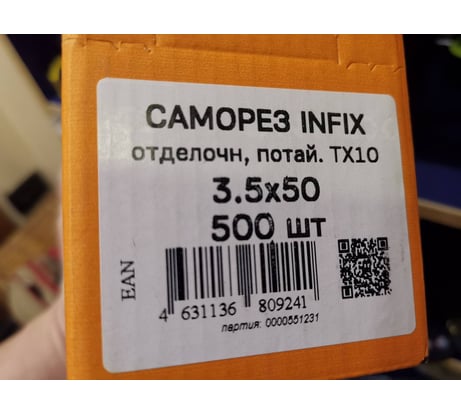 САМОРЕЗ INFIX
отделочн, потай. TX10
3.5x50
500 шт
EAN
4 631136 809241
партия: 0000551231